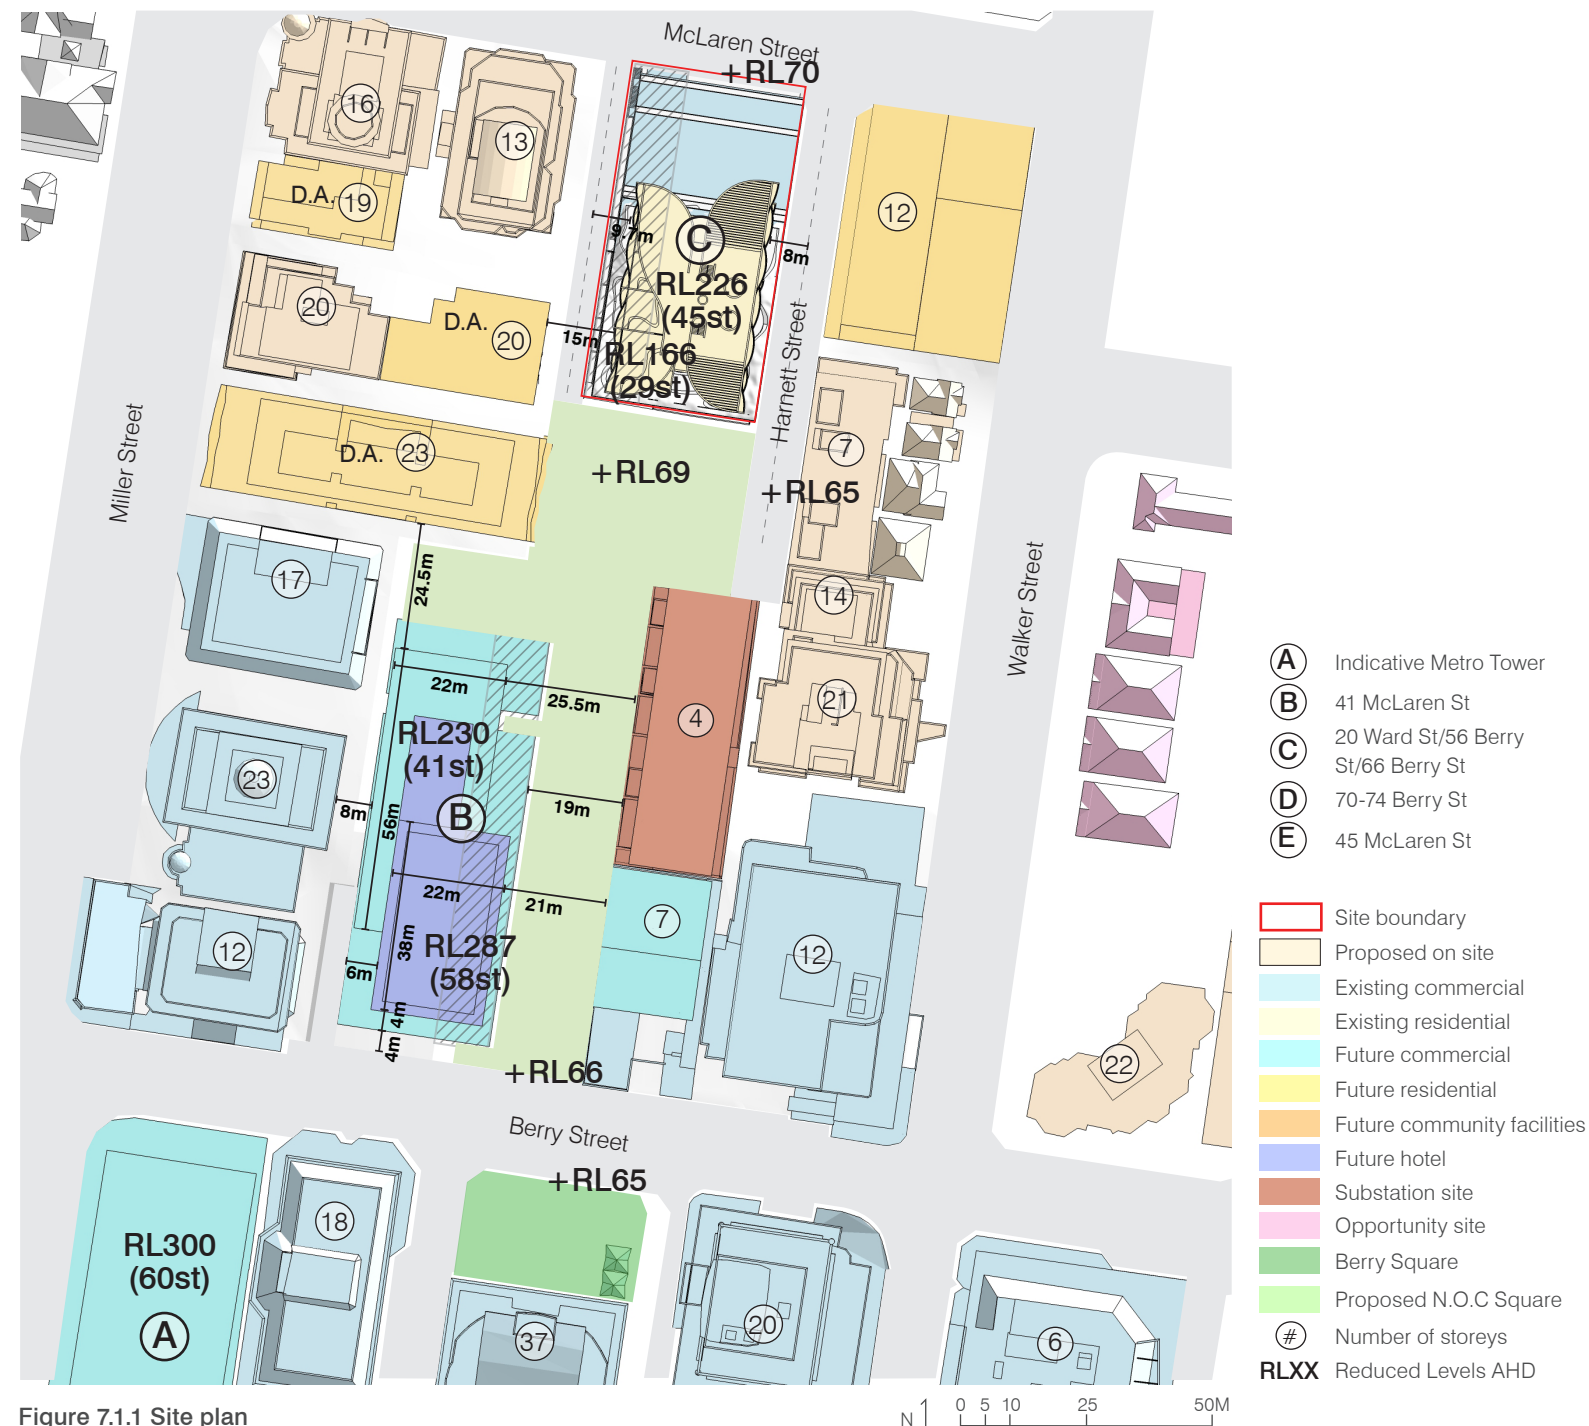 McLaren Street
+RL70
16
13
D.A. 19
12
9.7m
C
8m
RL226
(45st)
20
D.A.
20
15m
RL166
(29st)
Harnett Street
Miller Street
D.A. 23
7
+RL69
+RL65
24.5m
17
14
Walker Street
22m
25.5m
21
4
RL230
(41st)
23
B
8m
56m
19m
22m
21m
7
12
38m
RL287
(58st)
12
6m
4m
4m
+RL66
22
Berry Street
+RL65
18
RL300
(60st)
A
37
20
6
A Indicative Metro Tower
B 41 McLaren St
C 20 Ward St/56 Berry
St/66 Berry St
D 70-74 Berry St
E 45 McLaren St
Site boundary
Proposed on site
Existing commercial
Existing residential
Future commercial
Future residential
Future community facilities
Future hotel
Substation site
Opportunity site
Berry Square
Proposed N.O.C Square
# Number of storeys
RLXX Reduced Levels AHD
Figure 7.1.1 Site plan
N
0 5 10 25 50M